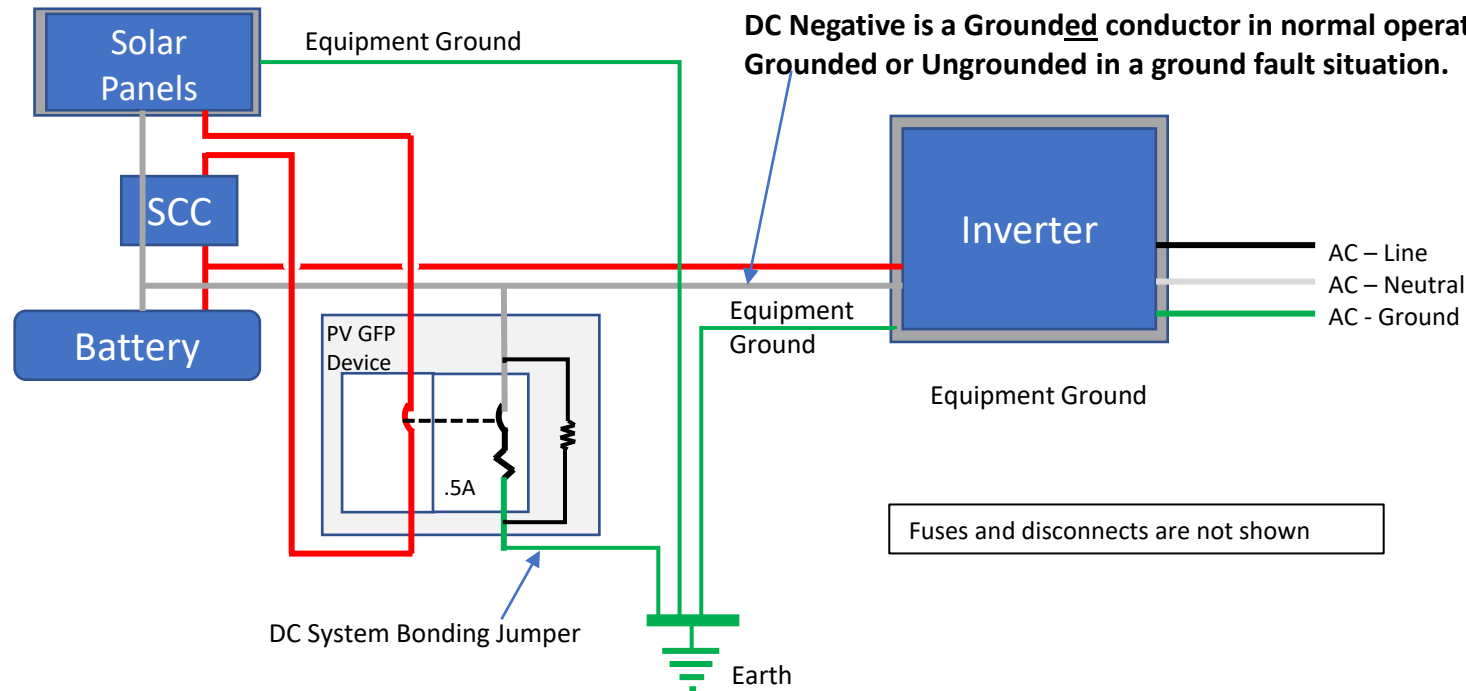 Solar
Panels
Equipment Ground
DC Negative is a Grounded conductor in normal
Grounded or Ungrounded in a ground fault situation.
SCC
Inverter
AC – Line
AC – Neutral
AC - Ground
Battery
PV GFP
Device
Equipment
Ground
Equipment Ground
.5A
Fuses and disconnects are not shown
DC System Bonding Jumper
Earth